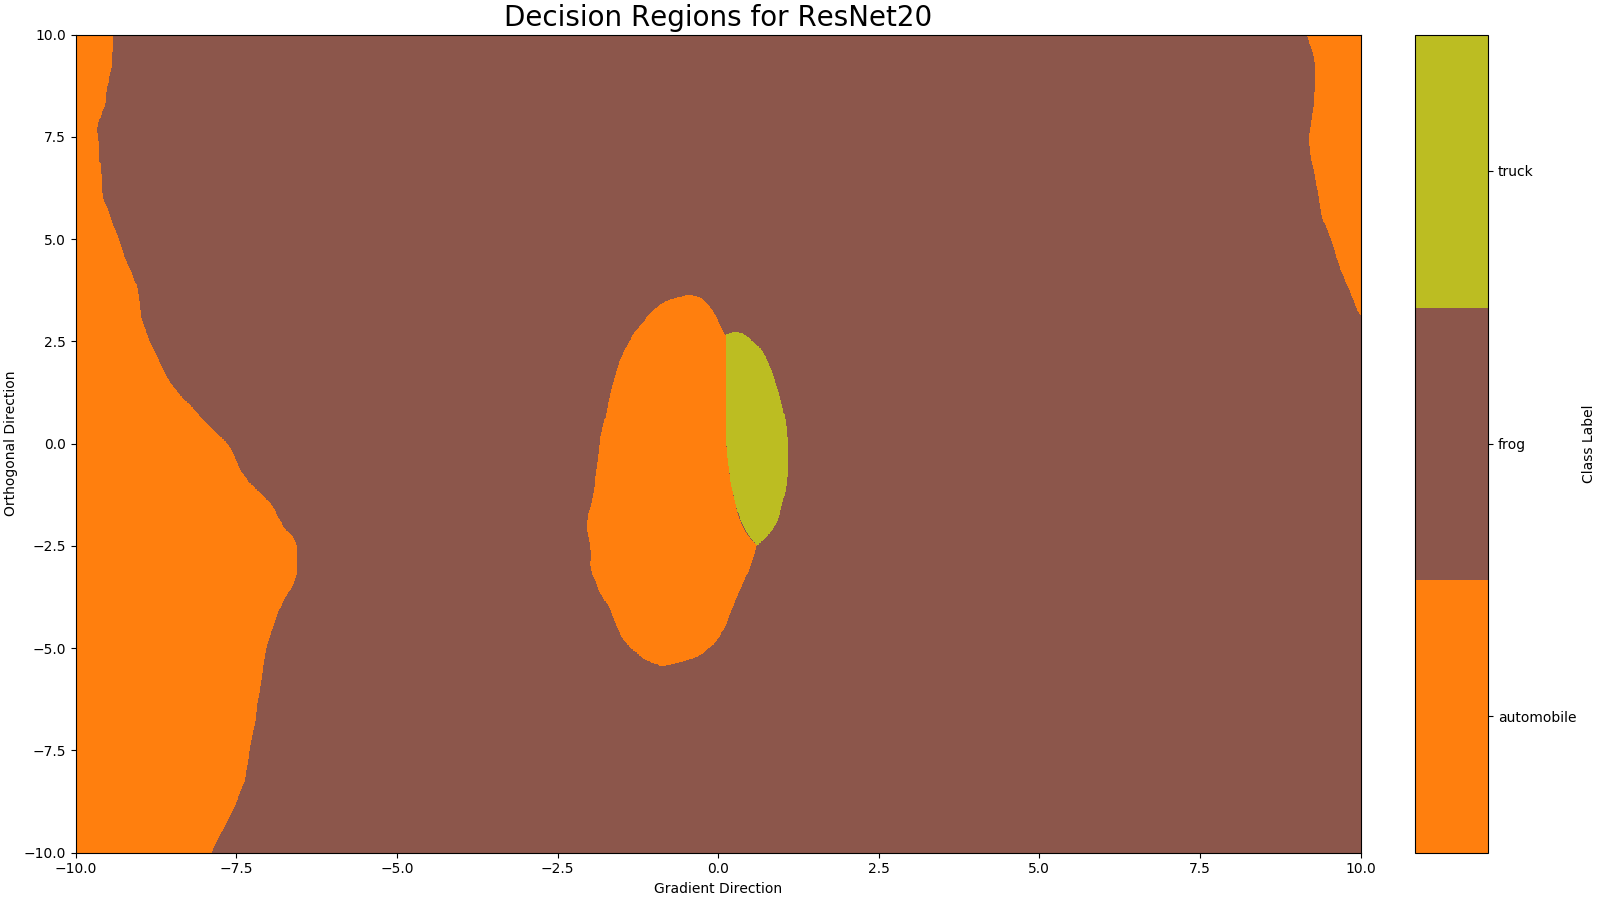 Decision Regions for ResNet20
10.0
7.5
5.0
2.5
0.0
−2.5
−5.0
−7.5
−10.0
Orthogonal Direction
−10.0
−7.5
−5.0
−2.5
0.0
2.5
5.0
7.5
10.0
Gradient Direction
truck
frog
automobile
Class Label